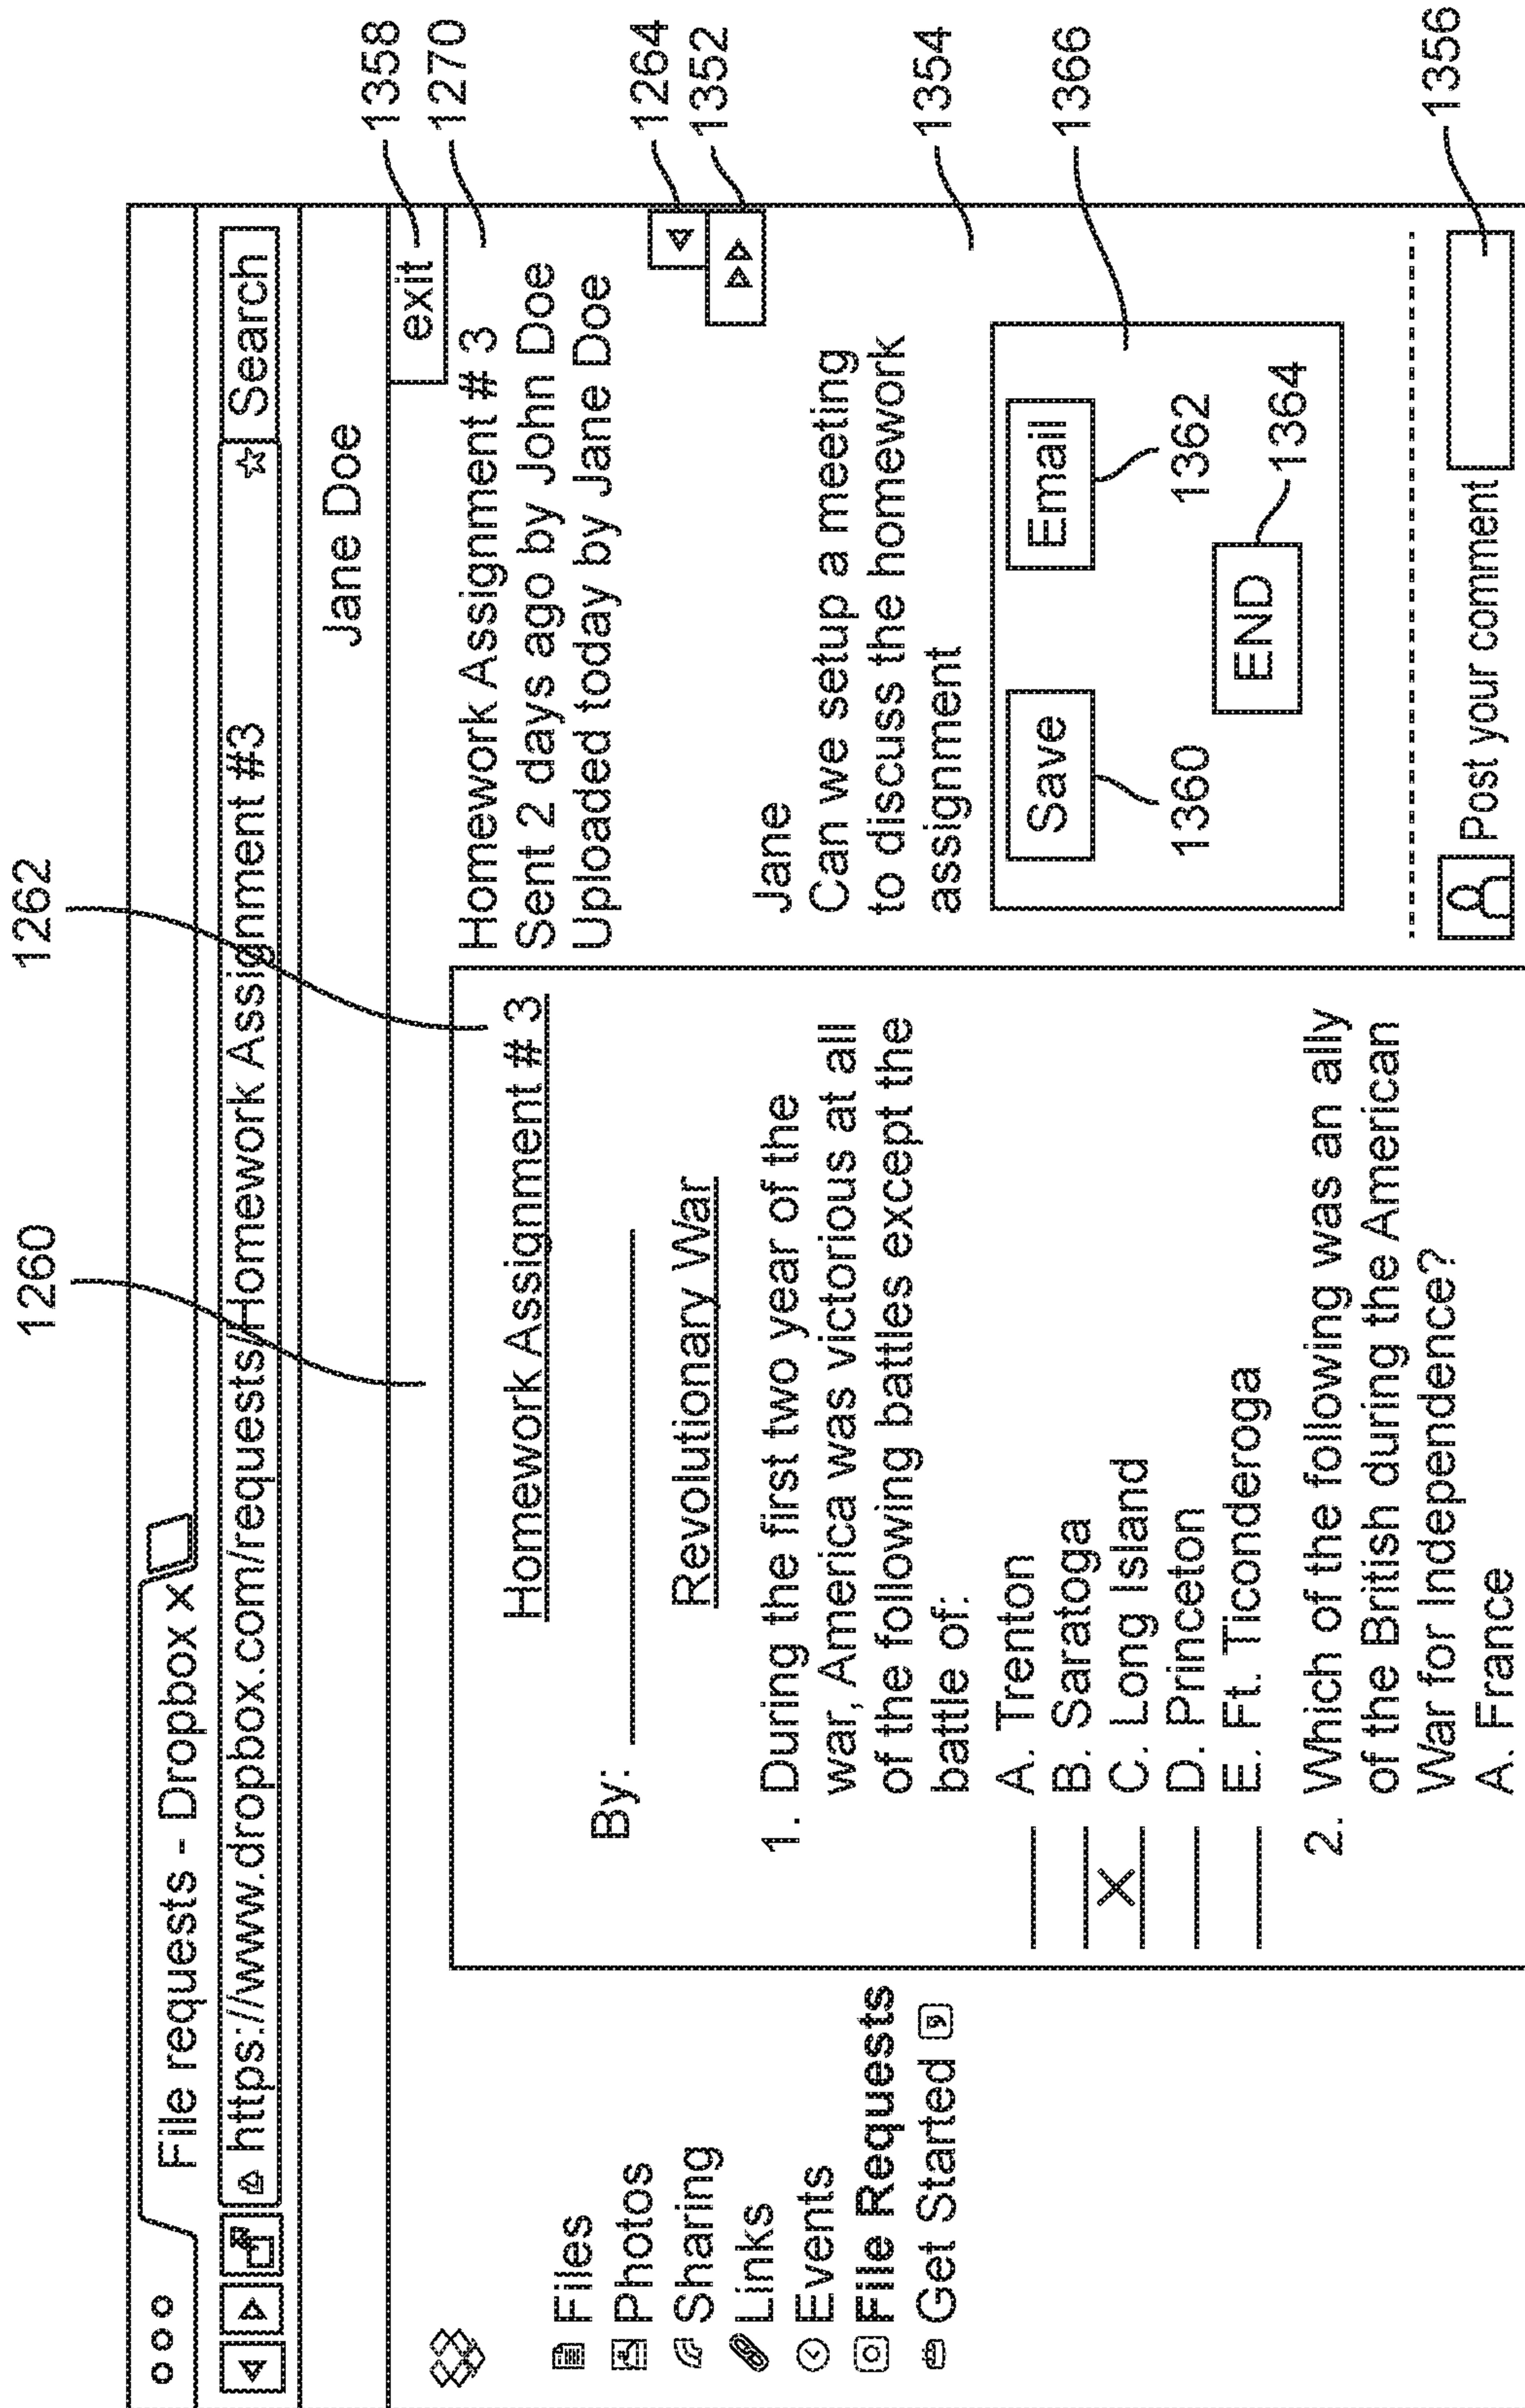 1260
1262
File requests - Dropbox x
https://www.dropbox.com/requests/Homework Assignment #3
Search
Jane Doe
exit
1358
1270
Files
Photos
Sharing
Links
Events
File Requests
Get Started
Homework Assignment # 3
By:
Revolutionary War
1. During the first two year of the
war, America was victorious at all
of the following battles except the
battle of:
A. Trenton
B. Saratoga
X C. Long Island
D. Princeton
E. Ft. Ticonderoga
2. Which of the following was an ally
of the British during the American
War for Independence?
A. France
Homework Assignment # 3
Sent 2 days ago by John Doe
Uploaded today by Jane Doe
1264
1352
Jane
Can we setup a meeting
to discuss the homework
assignment
1354
Save
Email
1366
1360
1362
END
1364
Post your comment
1356